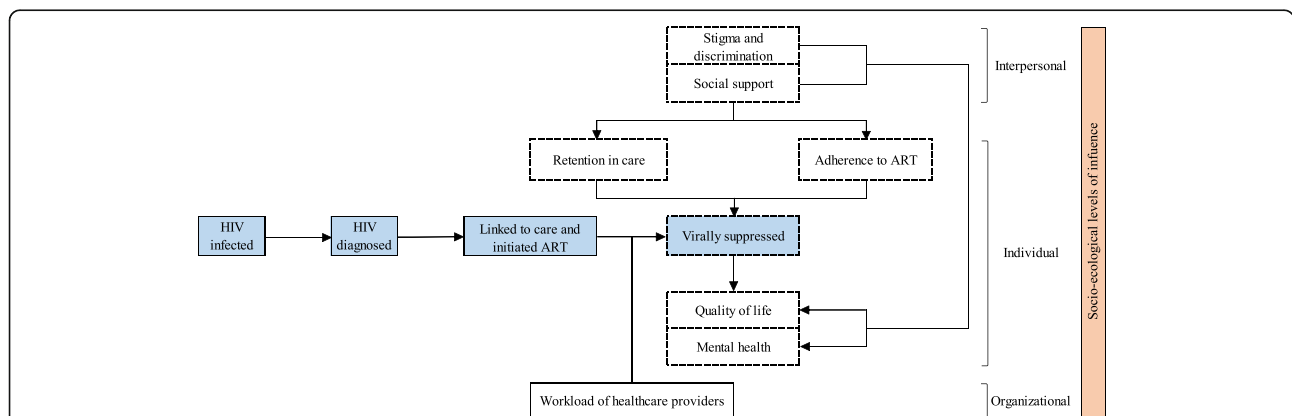 Stigma and
discrimination
Social support
Interpersonal
Retention in care
Adherence to ART
HIV
infected
HIV
diagnosed
Linked to care and
initiated ART
Virally suppressed
Individual
Quality of life
Mental health
Workload of healthcare providers
Organizational
Socio-ecological levels of infuence